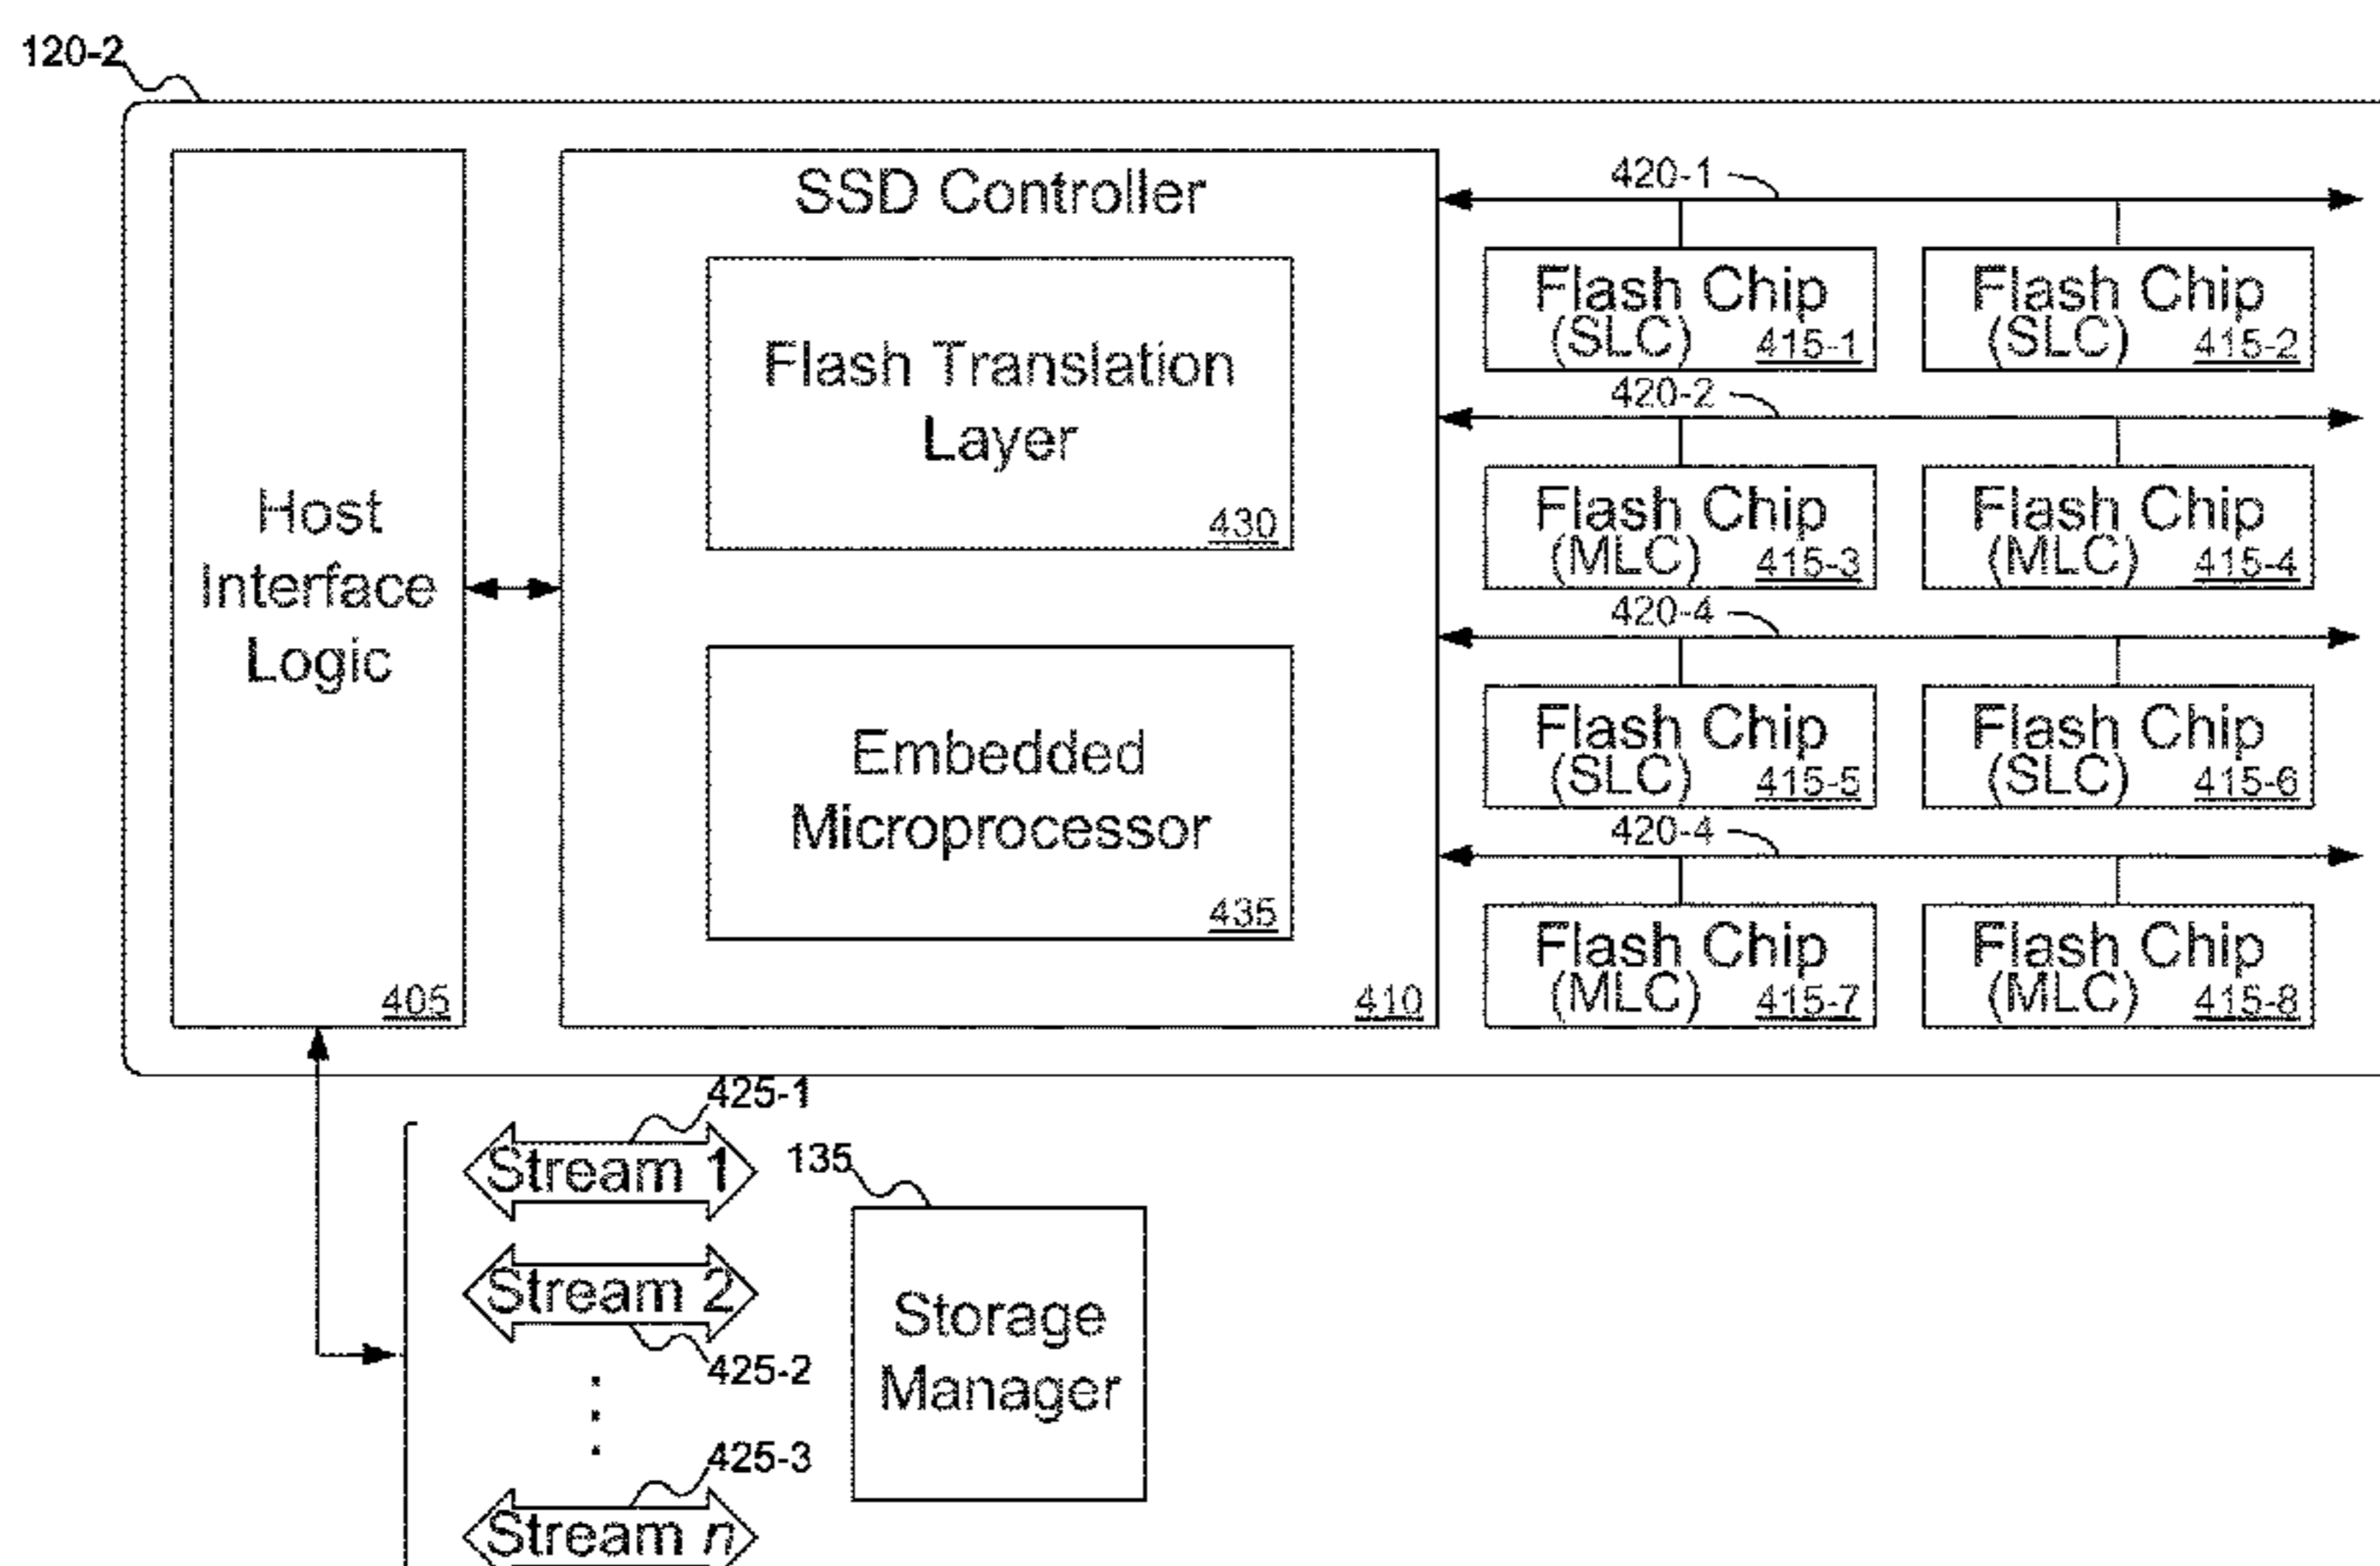 120-2
SSD Controller
Flash Translation
Layer
430
Embedded
Microprocessor
435
410
Host
Interface
Logic
405
420-1
Flash Chip
(SLC) 415-1
Flash Chip
(SLC) 415-2
420-2
Flash Chip
(MLC) 415-3
Flash Chip
(MLC) 415-4
420-4
Flash Chip
(SLC) 415-5
Flash Chip
(SLC) 415-6
420-4
Flash Chip
(MLC) 415-7
Flash Chip
(MLC) 415-8
425-1
Stream 1
Stream 2
425-2
425-3
Stream n
135
Storage
Manager